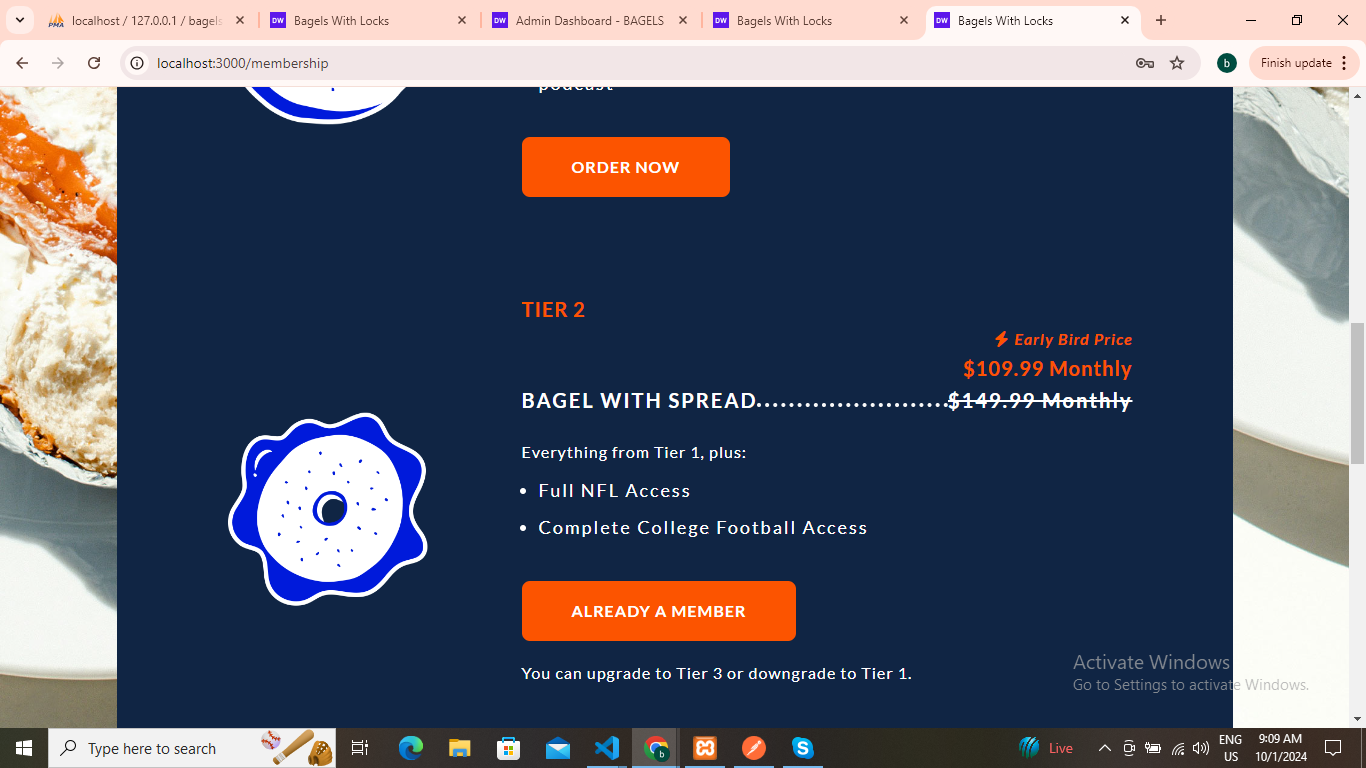 localhost / 127.0.0.1 / bagels
Bagels With Locks
Admin Dashboard - BAGELS
Bagels With Locks
Bagels With Locks
localhost:3000/membership
b
Finish update
podcast
ORDER NOW
TIER 2
Early Bird Price
$109.99 Monthly
BAGEL WITH SPREAD........................$149.99 Monthly
Everything from Tier 1, plus:
• Full NFL Access
• Complete College Football Access
ALREADY A MEMBER
You can upgrade to Tier 3 or downgrade to Tier 1.
Activate Windows
Go to Settings to activate Windows.
Type here to search
Live
ENG
US
9:09 AM
10/1/2024